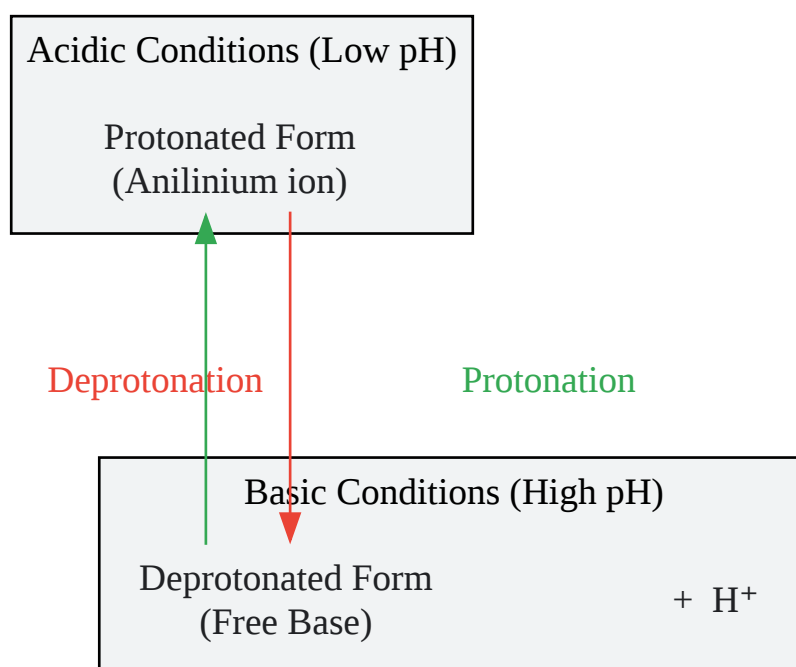 Acidic Conditions (Low pH)
Protonated Form
(Anilinium ion)
Deprotonation
Protonation
Basic Conditions (High pH)
Deprotonated Form
(Free Base)
+ H⁺